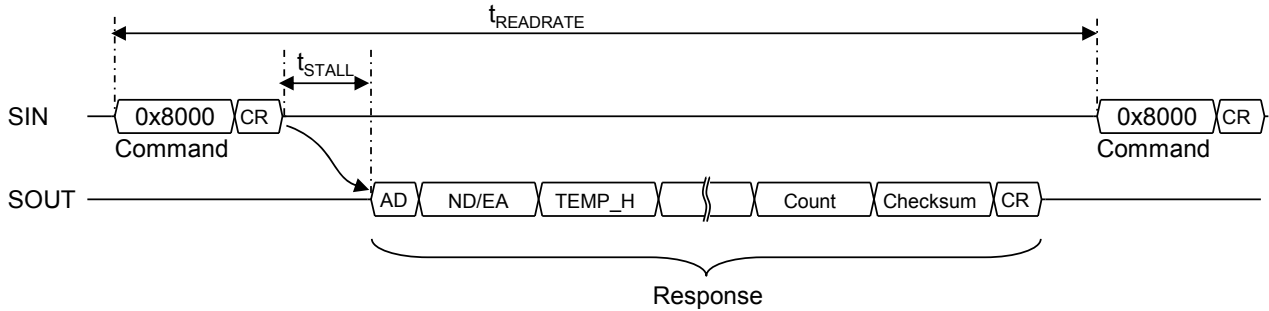 tREADRATE
tSTALL
SIN 0x8000 CR 0x8000 CR
Command Command
SOUT AD ND/EA TEMP_H Count Checksum CR
Response